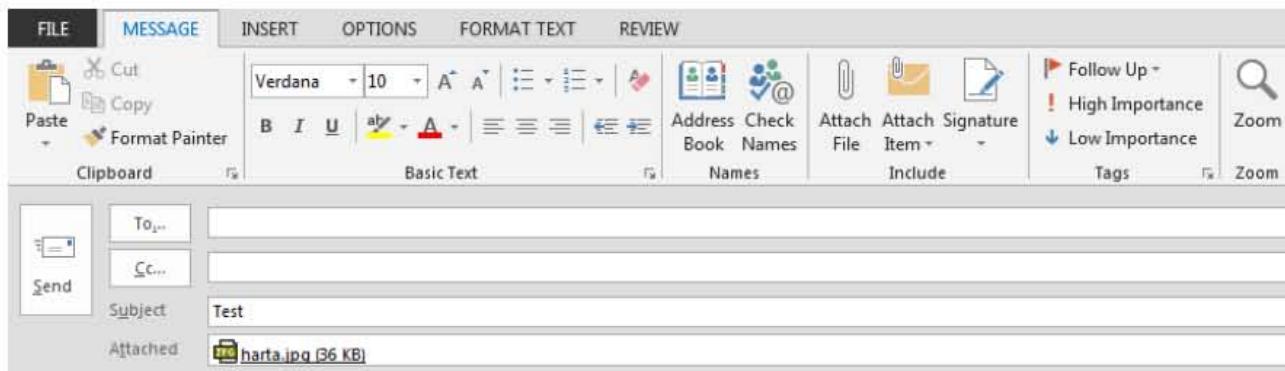 FILE MESSAGE INSERT OPTIONS FORMAT TEXT REVIEW
Cut
Copy
Format Painter
Paste
Clipboard
Verdana 10 A A
B I U aby A
Basic Text
Address Book
Check Names
Names
Attach File
Attach Item
Signature
Include
Follow Up
High Importance
Low Importance
Tags
Zoom
Zoom
Send
To...
Cc...
Subject Test
Attached harta.jpg (36 KB)